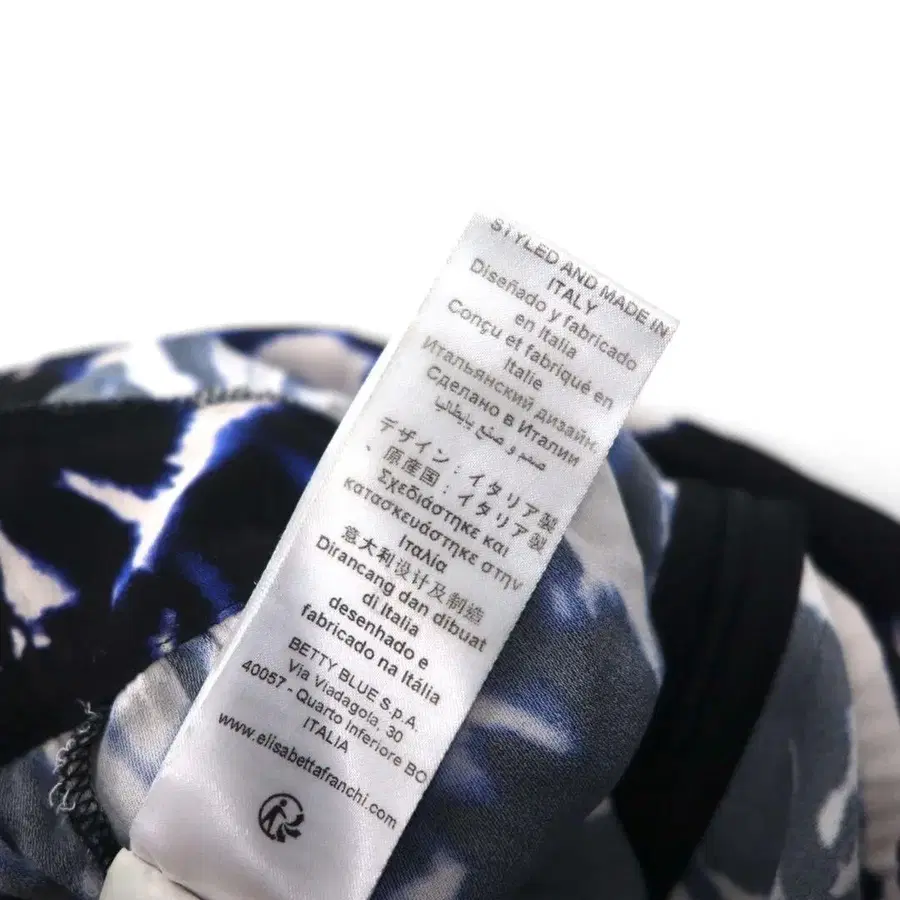 STYLED AND MADE IN
ITALY
Diseñado y fabricado
en Italia
Conçu et fabriqué en
Italie
Итальянский дизайн.
Сделано в Италии
デザイン：イタリア製
、原産国：イタリア製
Σχεδιάστηκε και
κατασκευάστηκε στην
Ιταλία
意大利设计及制造
Dirancang dan dibuat
di Italia
desenhado e
fabricado na Itália
BETTY BLUE S.P.A.
Via Viadagola, 30
40057 - Quarto Inferiore BO
ITALIA
www.elisabettafranchi.com